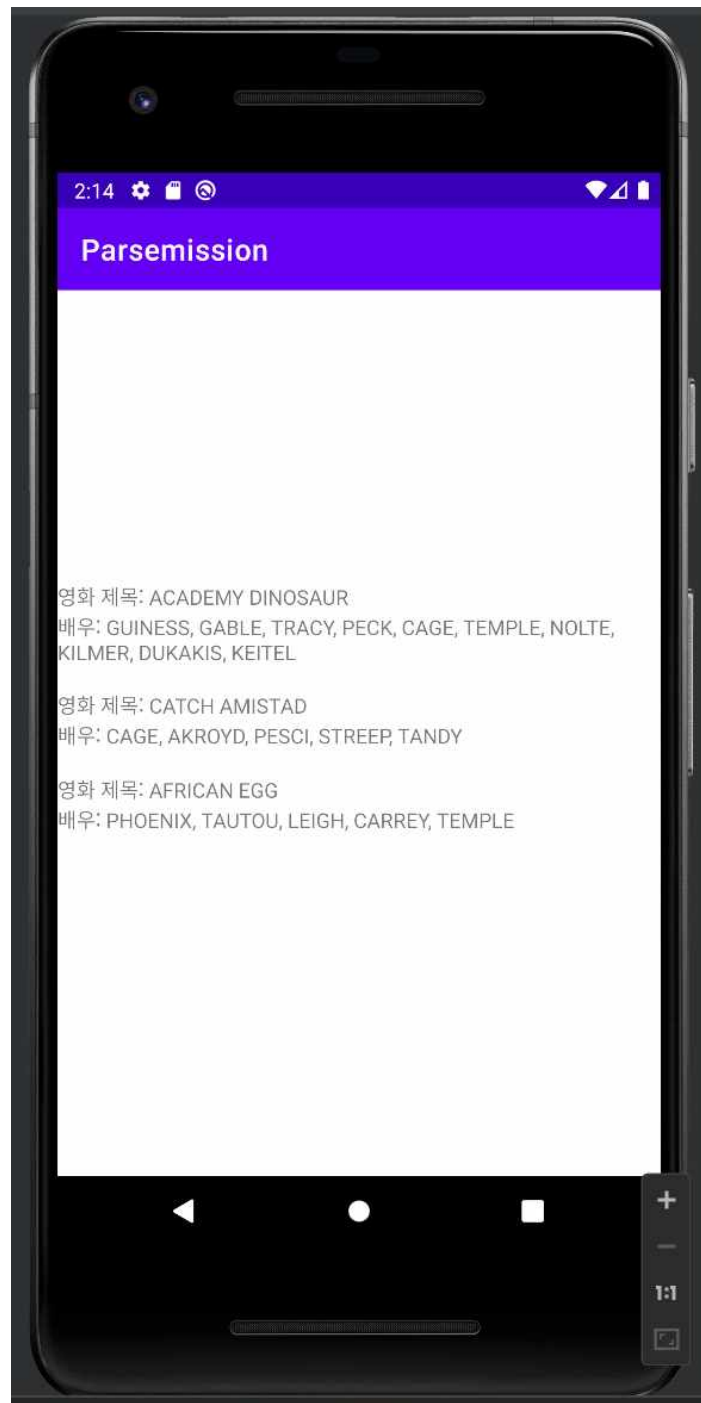 2:14
Parsemission
영화 제목: ACADEMY DINOSAUR
배우: GUINESS, GABLE, TRACY, PECK, CAGE, TEMPLE, NOLTE,
KILMER, DUKAKIS, KEITEL
영화 제목: CATCH AMISTAD
배우: CAGE, AKROYD, PESCI, STREEP, TANDY
영화 제목: AFRICAN EGG
배우: PHOENIX, TAUTOU, LEIGH, CARREY, TEMPLE
1:1